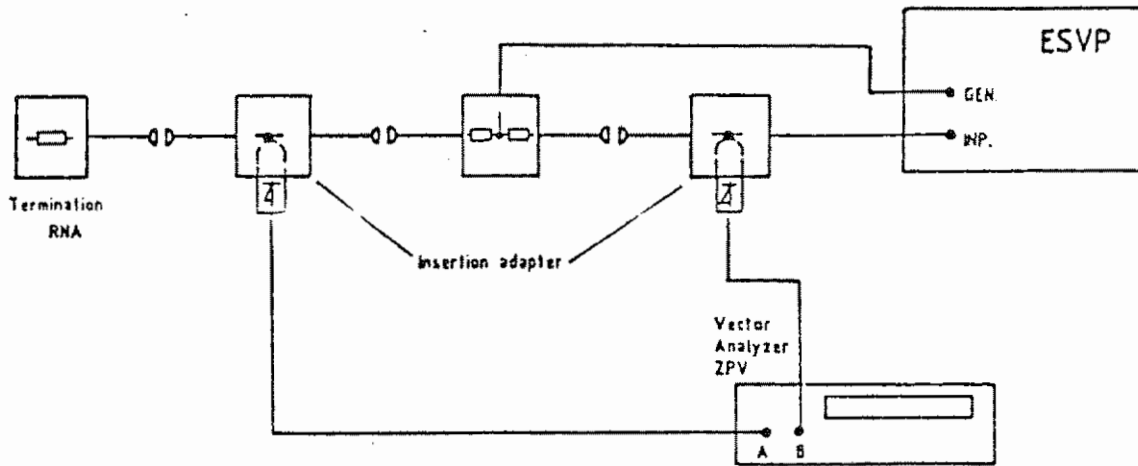 ESVP
GEN.
INP.
Termination
RNA
Insertion adapter
Vector
Analyzer
ZPV
A B